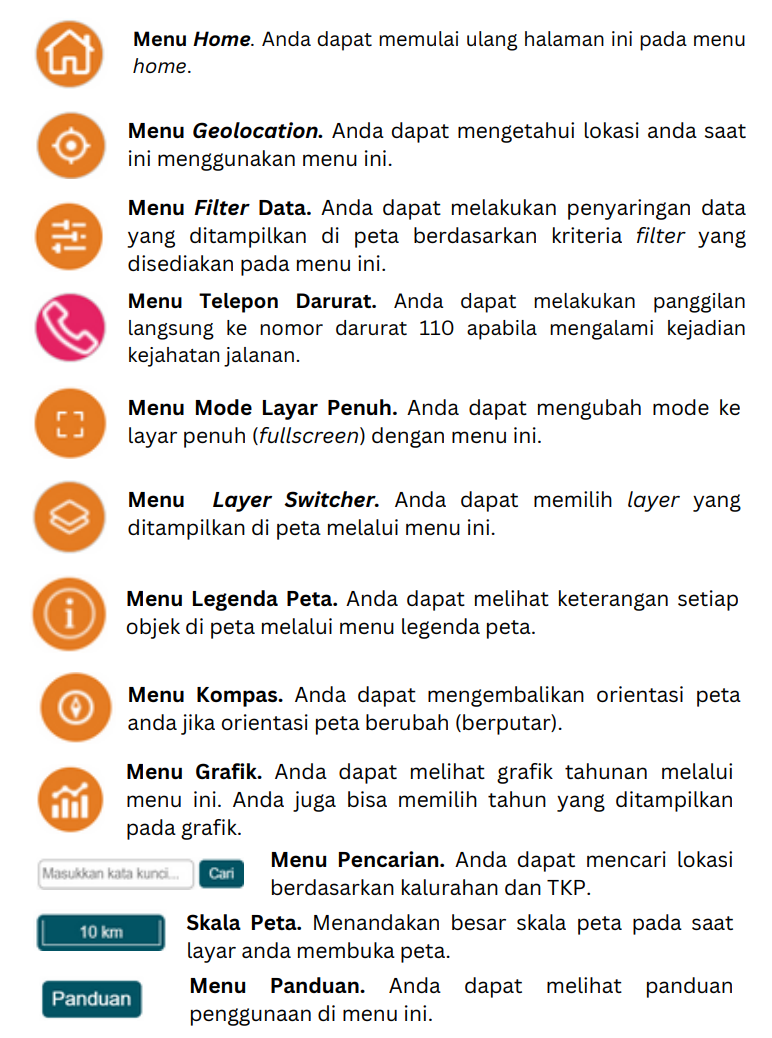 Menu Home. Anda dapat memulai ulang halaman ini pada menu
home.
Menu Geolocation. Anda dapat mengetahui lokasi anda saat
ini menggunakan menu ini.
Menu Filter Data. Anda dapat melakukan penyaringan data
yang ditampilkan di peta berdasarkan kriteria filter yang
disediakan pada menu ini.
Menu Telepon Darurat. Anda dapat melakukan panggilan
langsung ke nomor darurat 110 apabila mengalami kejadian
kejahatan jalanan.
Menu Mode Layar Penuh. Anda dapat mengubah mode ke
layar penuh (fullscreen) dengan menu ini.
Menu Layer Switcher. Anda dapat memilih layer yang
ditampilkan di peta melalui menu ini.
Menu Legenda Peta. Anda dapat melihat keterangan setiap
objek di peta melalui menu legenda peta.
Menu Kompas. Anda dapat mengembalikan orientasi peta
anda jika orientasi peta berubah (berputar).
Menu Grafik. Anda dapat melihat grafik tahunan melalui
menu ini. Anda juga bisa memilih tahun yang ditampilkan
pada grafik.
Masukkan kata kunci... Cari
Menu Pencarian. Anda dapat mencari lokasi
berdasarkan kalurahan dan TKP.
10 km
Skala Peta. Menandakan besar skala peta pada saat
layar anda membuka peta.
Panduan
Menu Panduan. Anda dapat melihat panduan
penggunaan di menu ini.